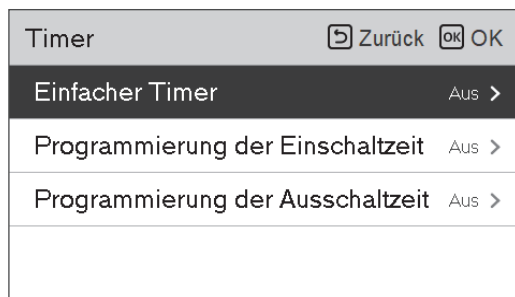 Timer Zurück OK OK
Einfacher Timer Aus >
Programmierung der Einschaltzeit Aus >
Programmierung der Ausschaltzeit Aus >